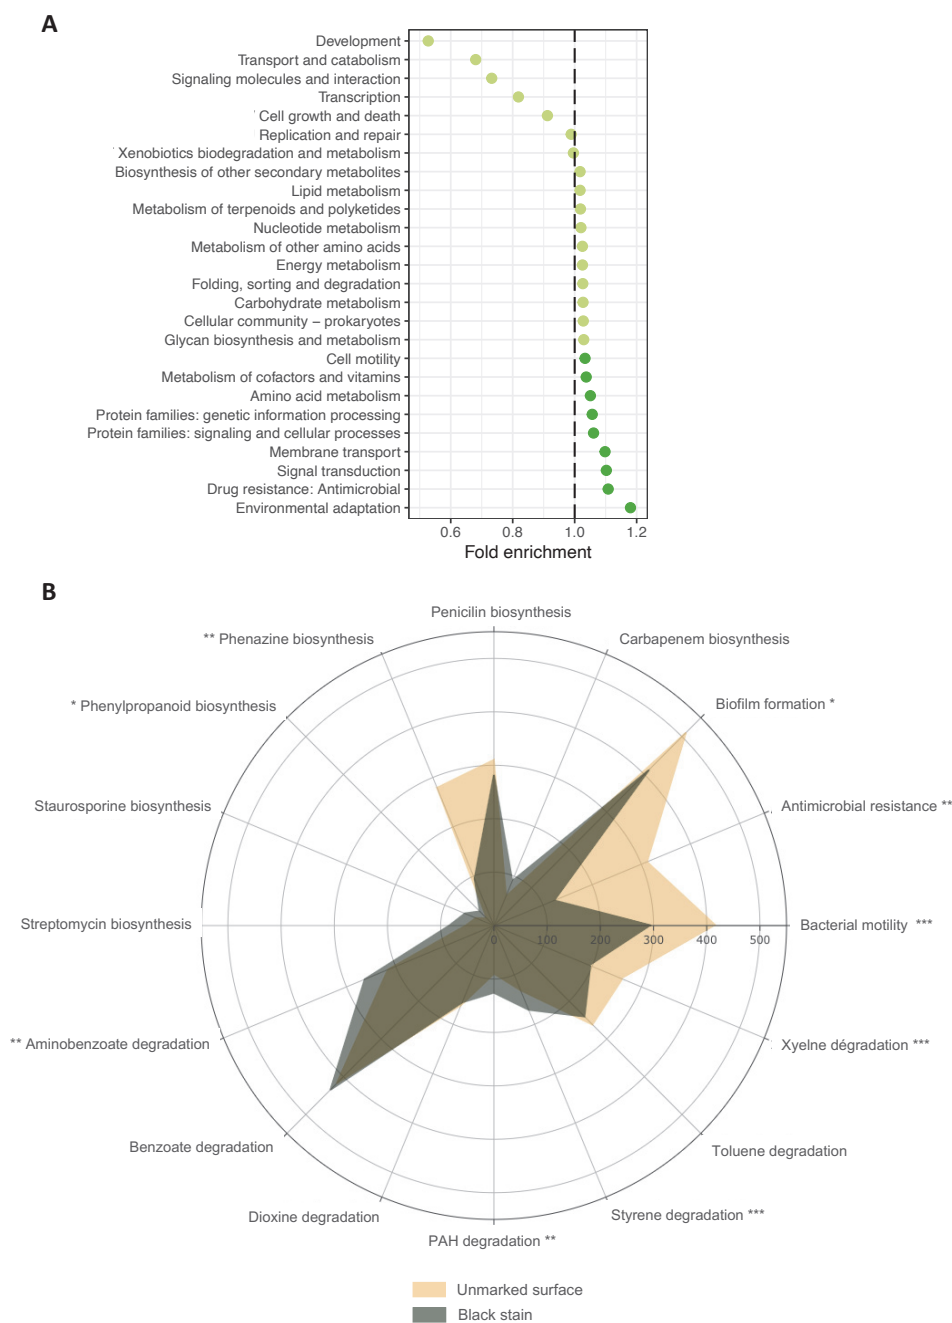 A
Development
Transport and catabolism
Signaling molecules and interaction
Transcription
Cell growth and death
Replication and repair
Xenobiotics biodegradation and metabolism
Biosynthesis of other secondary metabolites
Lipid metabolism
Metabolism of terpenoids and polyketides
Nucleotide metabolism
Metabolism of other amino acids
Energy metabolism
Folding, sorting and degradation
Carbohydrate metabolism
Cellular community – prokaryotes
Glycan biosynthesis and metabolism
Cell motility
Metabolism of cofactors and vitamins
Amino acid metabolism
Protein families: genetic information processing
Protein families: signaling and cellular processes
Membrane transport
Signal transduction
Drug resistance: Antimicrobial
Environmental adaptation
0.6 0.8 1.0 1.2
Fold enrichment
B
Penicilin biosynthesis
** Phenazine biosynthesis
Carbapenem biosynthesis
* Phenylpropanoid biosynthesis
Biofilm formation *
Staurosporine biosynthesis
Antimicrobial resistance **
Streptomycin biosynthesis
Bacterial motility ***
0 100 200 300 400 500
** Aminobenzoate degradation
Xyelne dégradation ***
Benzoate degradation
Toluene degradation
Dioxine degradation
Styrene degradation ***
PAH degradation **
Unmarked surface
Black stain